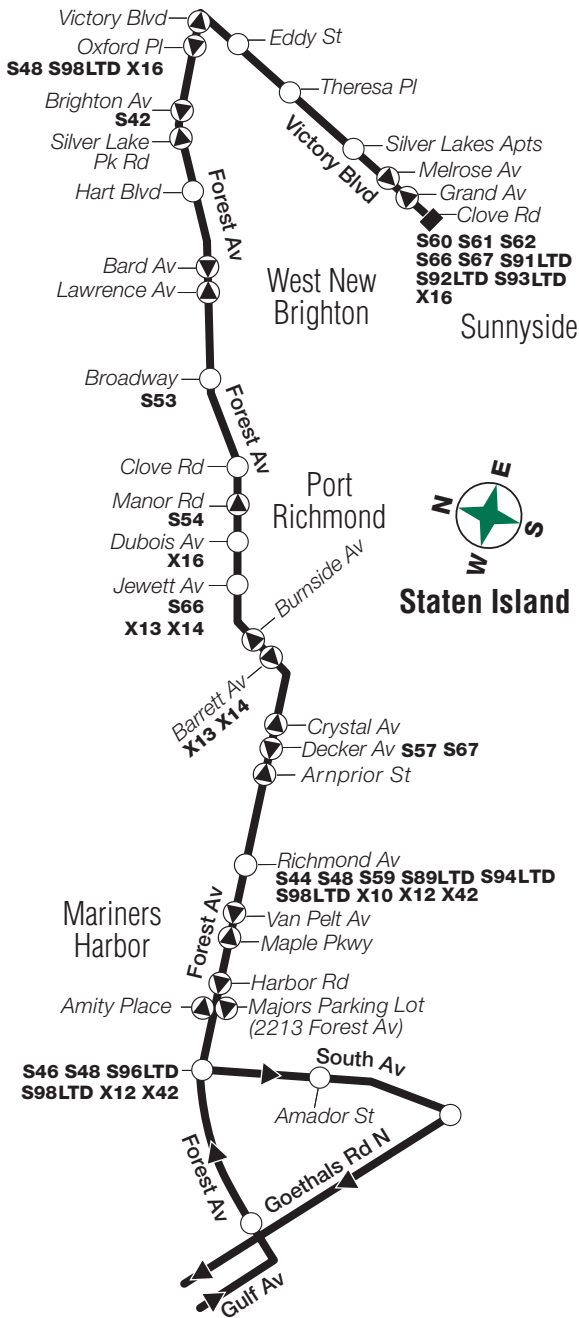 Victory Blvd
Eddy St
Oxford Pl
S48 S98LTD X16
Theresa Pl
Brighton Av
S42
Silver Lake
Pk Rd
Silver Lakes Apts
Victory Blvd
Melrose Av
Hart Blvd
Forest Av
Grand Av
Clove Rd
S60 S61 S62
S66 S67 S91LTD
S92LTD S93LTD
X16
Bard Av
Lawrence Av
West New
Brighton
Sunnyside
Broadway
S53
Forest Av
Clove Rd
Manor Rd
S54
Port
Richmond
N E
W S
Dubois Av
X16
Burnside Av
Jewett Av
S66
X13 X14
Staten Island
Barrett Av
X13 X14
Crystal Av
Decker Av S57 S67
Arnprior St
Richmond Av
S44 S48 S59 S89LTD S94LTD
S98LTD X10 X12 X42
Mariners
Harbor
Forest Av
Van Pelt Av
Maple Pkwy
Harbor Rd
Amity Place
Majors Parking Lot
(2213 Forest Av)
S46 S48 S96LTD
S98LTD X12 X42
South Av
Amador St
Forest Av
Goethals Rd N
Gulf Av